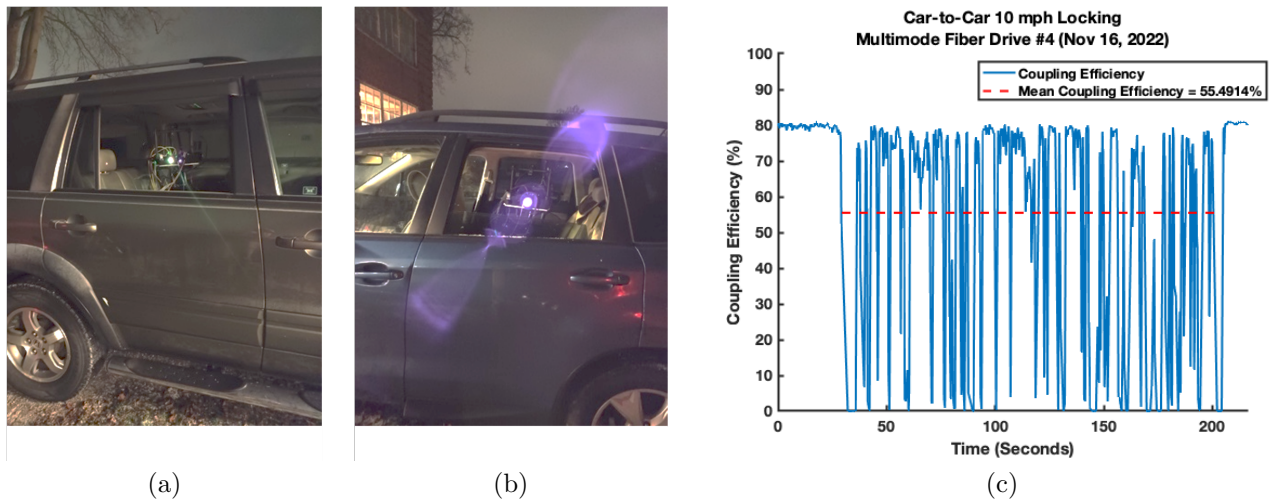 Car-to-Car 10 mph Locking
Multimode Fiber Drive #4 (Nov 16, 2022)
Coupling Efficiency
Mean Coupling Efficiency = 55.4914%
100
90
80
70
60
50
40
30
20
10
0
Coupling Efficiency (%)
0 50 100 150 200
Time (Seconds)
(a) (b) (c)